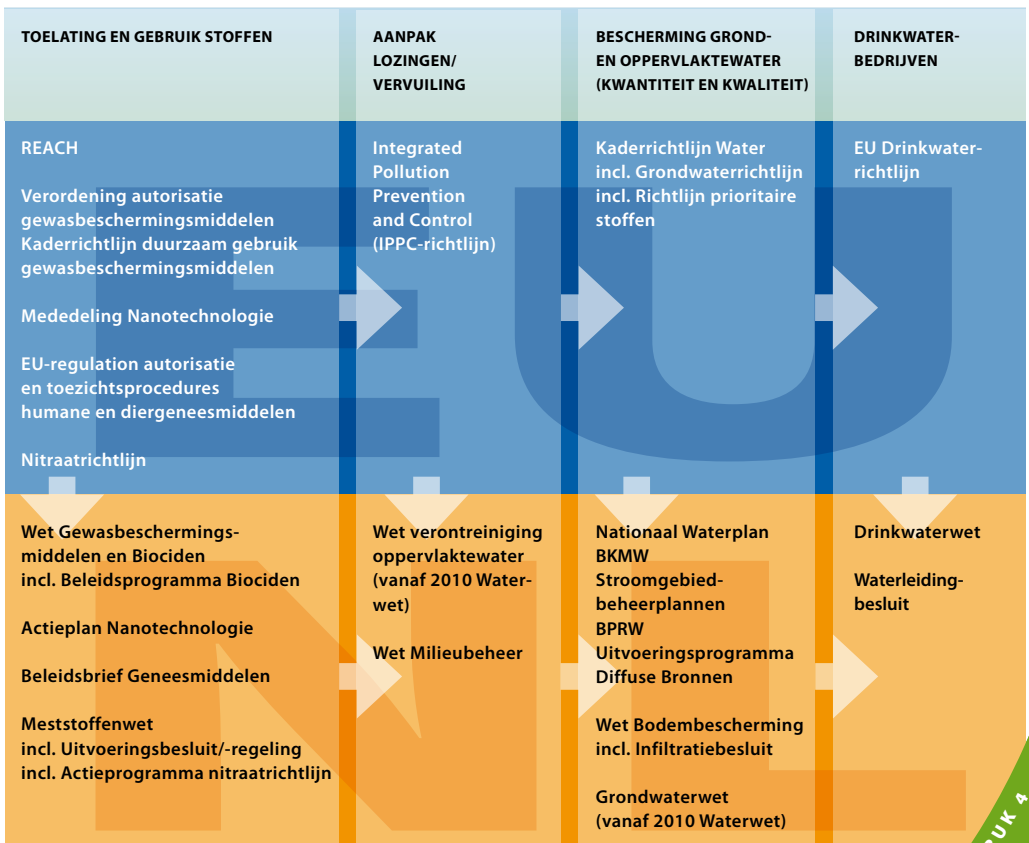 TOELATING EN GEBRUIK STOFFEN
AANPAK
LOZINGEN/
VERVUILING
BESCHERMING GROND-
EN OPPERVLAKTEWATER
(KWANTITEIT EN KWALITEIT)
DRINKWATER-
BEDRIJVEN
REACH
Verordening autorisatie
gewasbeschermingsmiddelen
Kaderrichtlijn duurzaam gebruik
gewasbeschermingsmiddelen
Mededeling Nanotechnologie
EU-regulation autorisatie
en toezichtsprocedures
humane en diergeneesmiddelen
Nitraatrichtlijn
Integrated
Pollution
Prevention
and Control
(IPPC-richtlijn)
Kaderrichtlijn Water
incl. Grondwaterrichtlijn
incl. Richtlijn prioritaire
stoffen
EU Drinkwater-
richtlijn
EU
Wet Gewasbeschermings-
middelen en Biociden
incl. Beleidsprogramma Biociden
Actieplan Nanotechnologie
Beleidsbrief Geneesmiddelen
Meststoffenwet
incl. Uitvoeringsbesluit/-regeling
incl. Actieprogramma nitraatrichtlijn
Wet verontreiniging
oppervlaktewater
(vanaf 2010 Water-
wet)
Wet Milieubeheer
Nationaal Waterplan
BKMW
Stroomgebied-
beheerplannen
BPRW
Uitvoeringsprogramma
Diffuse Bronnen
Wet Bodembescherming
incl. Infiltratiebesluit
Grondwaterwet
(vanaf 2010 Waterwet)
Drinkwaterwet
Waterleiding-
besluit
NL
UK 4